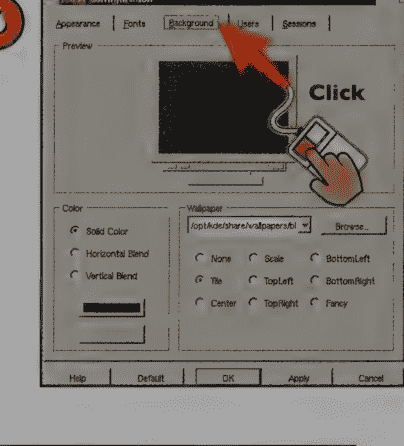 Appearance Fonts Background Users Sessions
Preview
Click
Color
Wallpaper
Solid Color
/opt/kde/share/wallpapers/bl
Browse...
Horizontal Blend
None Scale BottomLeft
Vertical Blend
Tile TopLeft BottomRight
Center TopRight Fancy
Help Default OK Apply Cancel